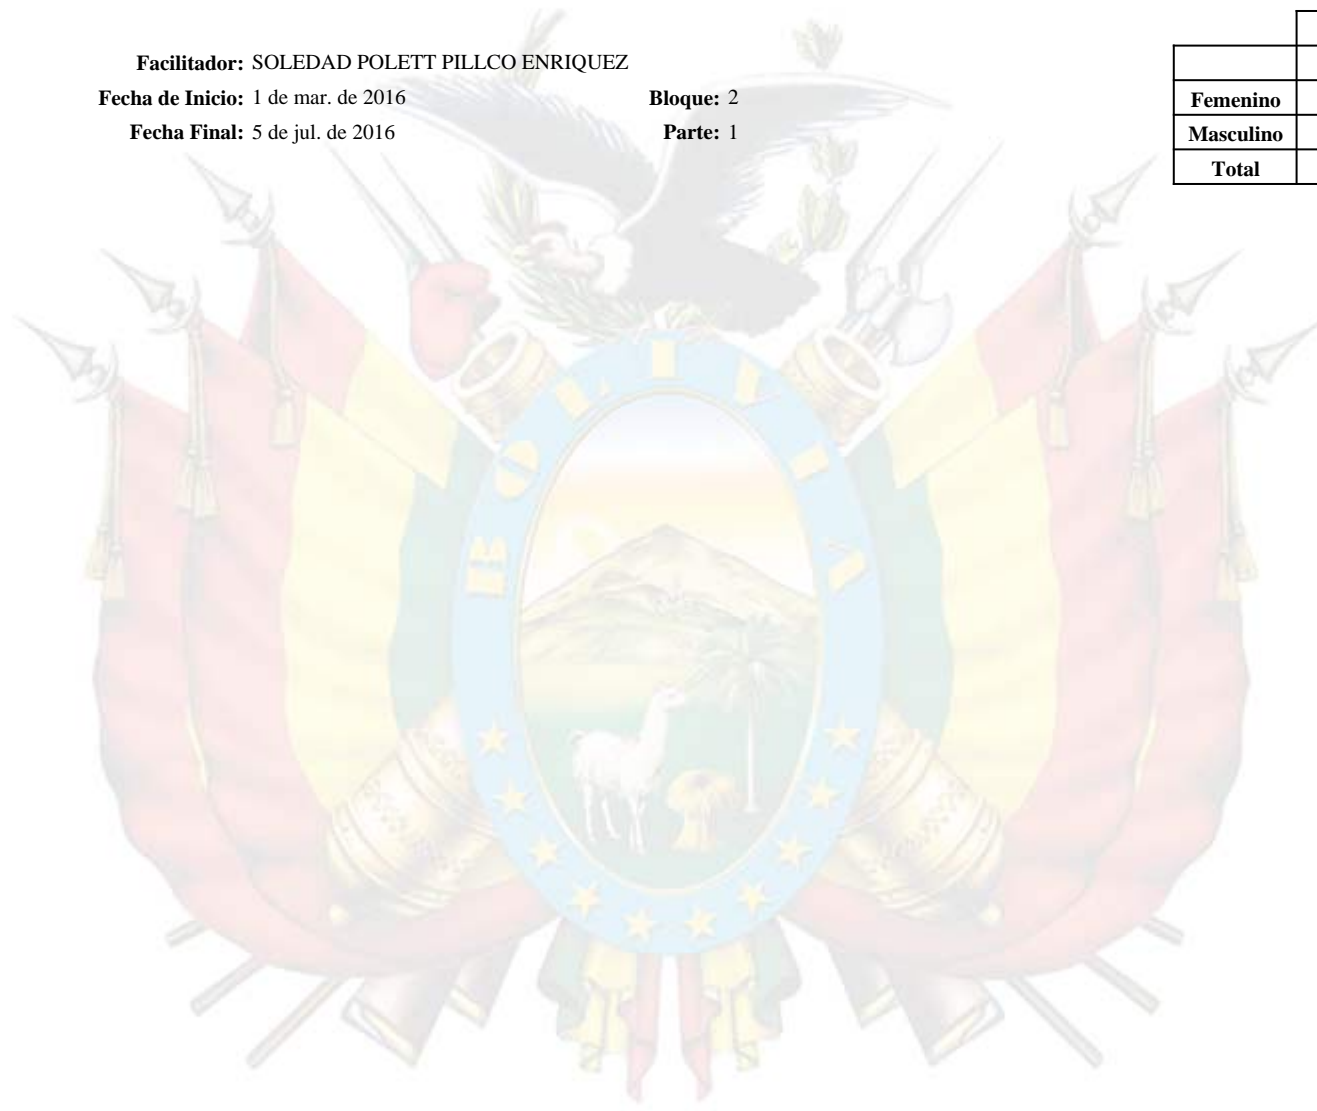 Facilitador: SOLEDAD POLETT PILLCO ENRIQUEZ
Fecha de Inicio: 1 de mar. de 2016 Bloque: 2
Fecha Final: 5 de jul. de 2016 Parte: 1
Femenino
Masculino
Total
BOLIVIA